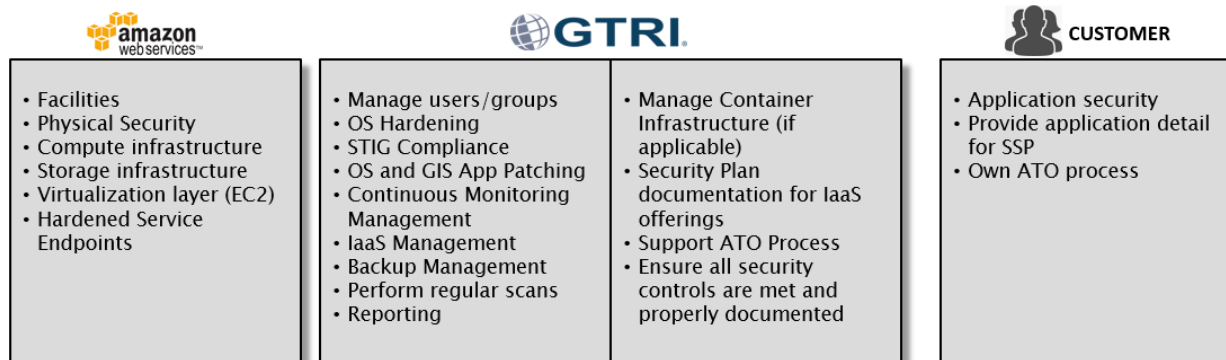 amazon
webservices™
GTRI.
CUSTOMER
• Facilities
• Physical Security
• Compute infrastructure
• Storage infrastructure
• Virtualization layer (EC2)
• Hardened Service
Endpoints
• Manage users/groups
• OS Hardening
• STIG Compliance
• OS and GIS App Patching
• Continuous Monitoring
Management
• IaaS Management
• Backup Management
• Perform regular scans
• Reporting
• Manage Container
Infrastructure (if
applicable)
• Security Plan
documentation for IaaS
offerings
• Support ATO Process
• Ensure all security
controls are met and
properly documented
• Application security
• Provide application detail
for SSP
• Own ATO process